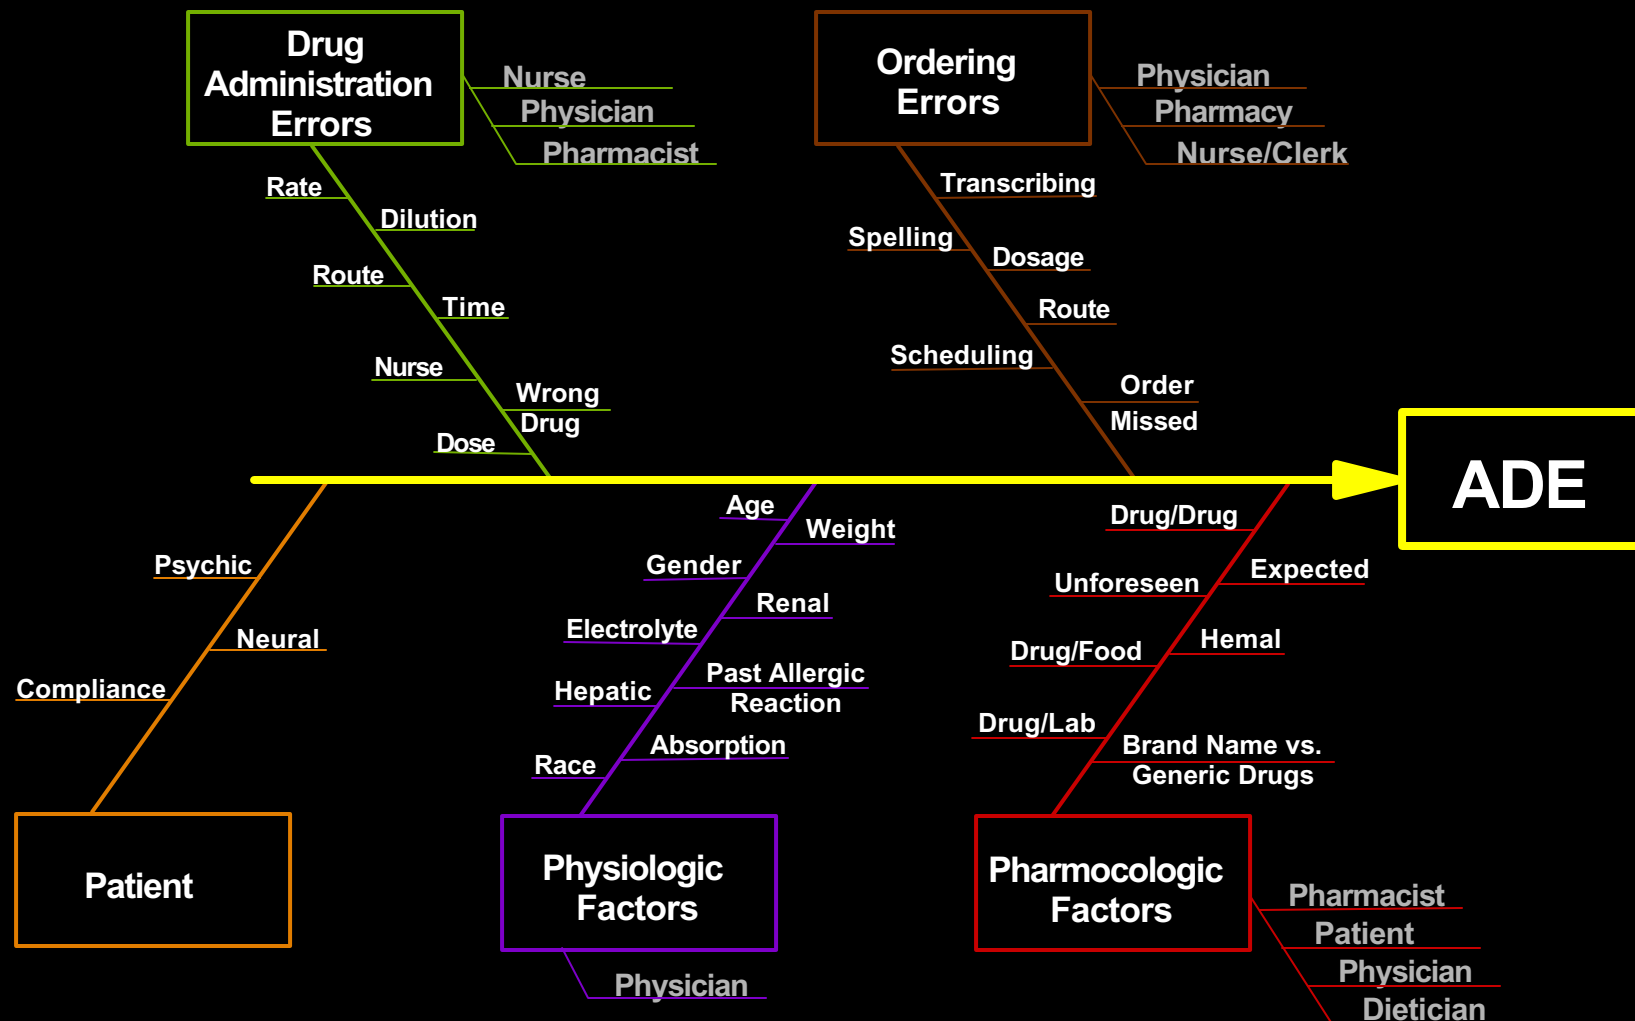 Drug
Administration
Errors
Nurse
Physician
Pharmacist
Rate
Dilution
Route
Time
Nurse
Wrong
Drug
Dose
Ordering
Errors
Physician
Pharmacy
Nurse/Clerk
Transcribing
Spelling
Dosage
Route
Scheduling
Order
Missed
ADE
Psychic
Neural
Compliance
Patient
Age
Weight
Gender
Renal
Electrolyte
Past Allergic
Reaction
Hepatic
Absorption
Race
Physiologic
Factors
Physician
Drug/Drug
Expected
Unforeseen
Hemal
Drug/Food
Drug/Lab
Brand Name vs.
Generic Drugs
Pharmocologic
Factors
Pharmacist
Patient
Physician
Dietician